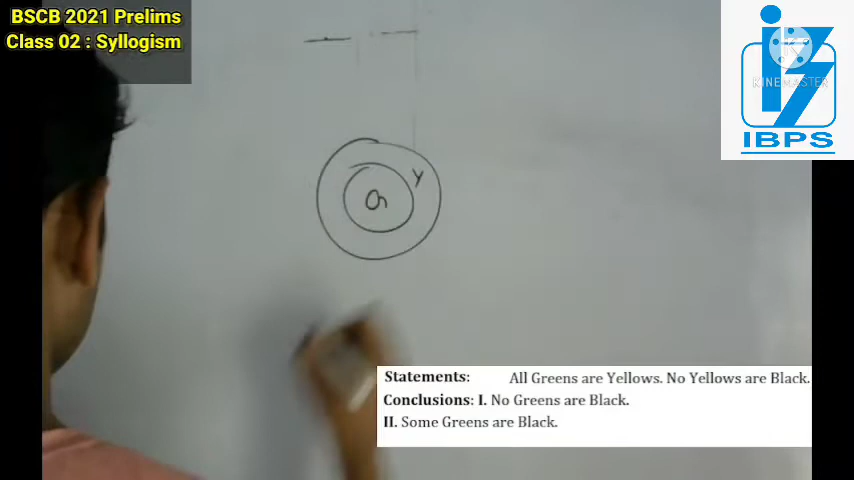 BSCB 2021 Prelims
Class 02 : Syllogism
KINEMASTER
IBPS
Y
G
Statements: All Greens are Yellows. No Yellows are Black.
Conclusions: I. No Greens are Black.
II. Some Greens are Black.